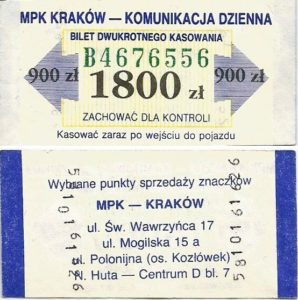 MPK KRAKÓW — KOMUNIKACJA DZIENNA
BILET DWUKROTNEGO KASOWANIA
B4676556
900 zł 1800 zł 900 zł
ZACHOWAĆ DLA KONTROLI
Kasować zaraz po wejściu do pojazdu
Wybrane punkty sprzedaży znaczków
MPK — KRAKÓW
ul. Św. Wawrzyńca 17
ul. Mogilska 15 a
ul. Polonijna (os. Kozłówek)
N. Huta — Centrum D bl. 7